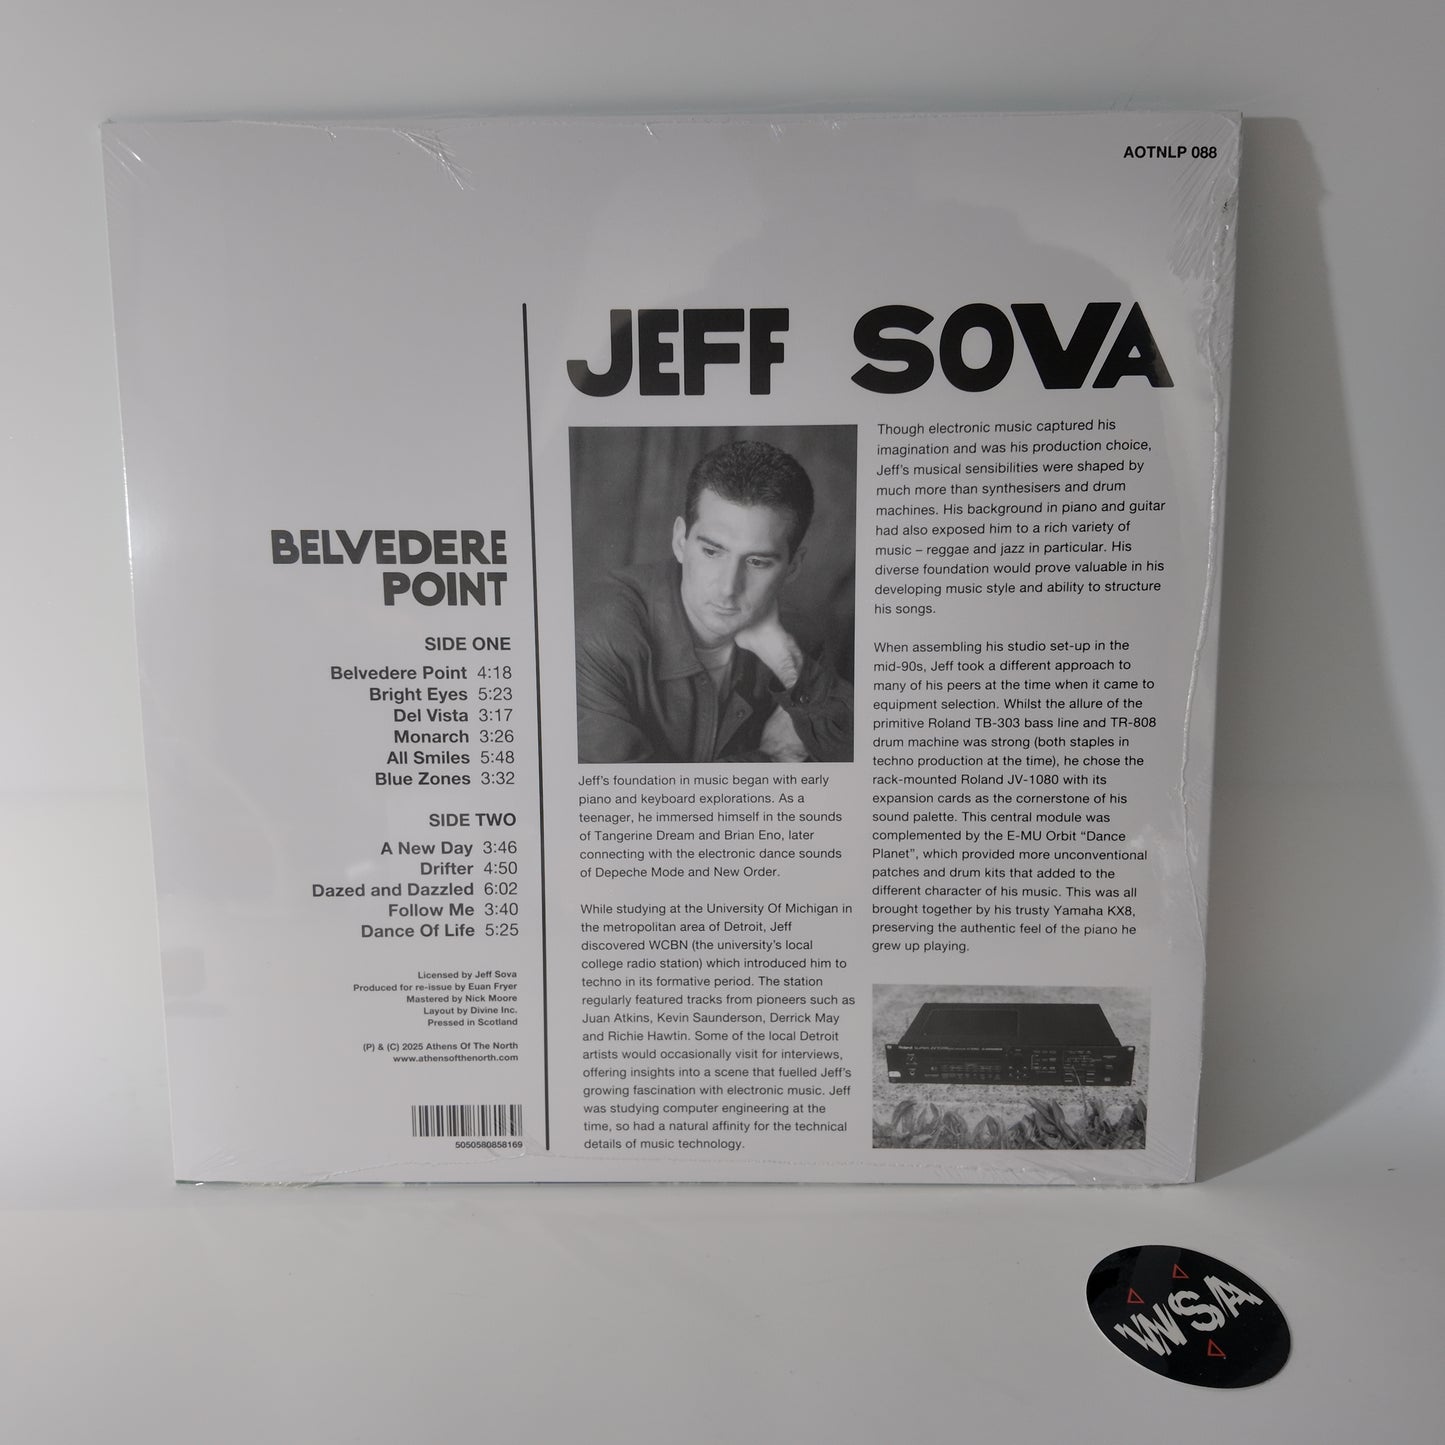 AOTNLP 088
JEFF SOVA
BELVEDERE
POINT
SIDE ONE
Belvedere Point 4:18
Bright Eyes 5:23
Del Vista 3:17
Monarch 3:26
All Smiles 5:48
Blue Zones 3:32
SIDE TWO
A New Day 3:46
Drifter 4:50
Dazed and Dazzled 6:02
Follow Me 3:40
Dance Of Life 5:25
Licensed by Jeff Sova
Produced for re-issue by Euan Fryer
Mastered by Nick Moore
Layout by Divine Inc.
Pressed in Scotland
(P) & (C) 2025 Athens Of The North
www.athensofthenorth.com
5050580858169
Jeff's foundation in music began with early
piano and keyboard explorations. As a
teenager, he immersed himself in the sounds
of Tangerine Dream and Brian Eno, later
connecting with the electronic dance sounds
of Depeche Mode and New Order.
While studying at the University Of Michigan in
the metropolitan area of Detroit, Jeff
discovered WCBN (the university's local
college radio station) which introduced him to
techno in its formative period. The station
regularly featured tracks from pioneers such as
Juan Atkins, Kevin Saunderson, Derrick May
and Richie Hawtin. Some of the local Detroit
artists would occasionally visit for interviews,
offering insights into a scene that fuelled Jeff's
growing fascination with electronic music. Jeff
was studying computer engineering at the
time, so had a natural affinity for the technical
details of music technology.
Though electronic music captured his
imagination and was his production choice,
Jeff's musical sensibilities were shaped by
much more than synthesisers and drum
machines. His background in piano and guitar
had also exposed him to a rich variety of
music – reggae and jazz in particular. His
diverse foundation would prove valuable in his
developing music style and ability to structure
his songs.
When assembling his studio set-up in the
mid-90s, Jeff took a different approach to
many of his peers at the time when it came to
equipment selection. Whilst the allure of the
primitive Roland TB-303 bass line and TR-808
drum machine was strong (both staples in
techno production at the time), he chose the
rack-mounted Roland JV-1080 with its
expansion cards as the cornerstone of his
sound palette. This central module was
complemented by the E-MU Orbit “Dance
Planet”, which provided more unconventional
patches and drum kits that added to the
different character of his music. This was all
brought together by his trusty Yamaha KX8,
preserving the authentic feel of the piano he
grew up playing.
Roland
VNSA